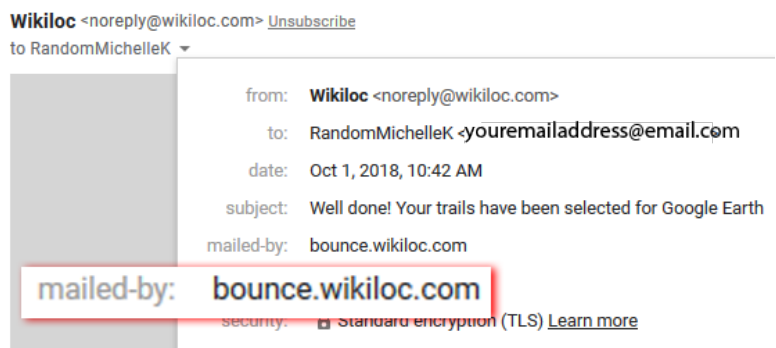 Wikiloc <noreply@wikiloc.com> Unsubscribe
to RandomMichelleK
from: Wikiloc <noreply@wikiloc.com>
to: RandomMichelleK <youremailaddress@email.com
date: Oct 1, 2018, 10:42 AM
subject: Well done! Your trails have been selected for Google Earth
mailed-by: bounce.wikiloc.com
mailed-by: bounce.wikiloc.com
security: Standard encryption (TLS) Learn more